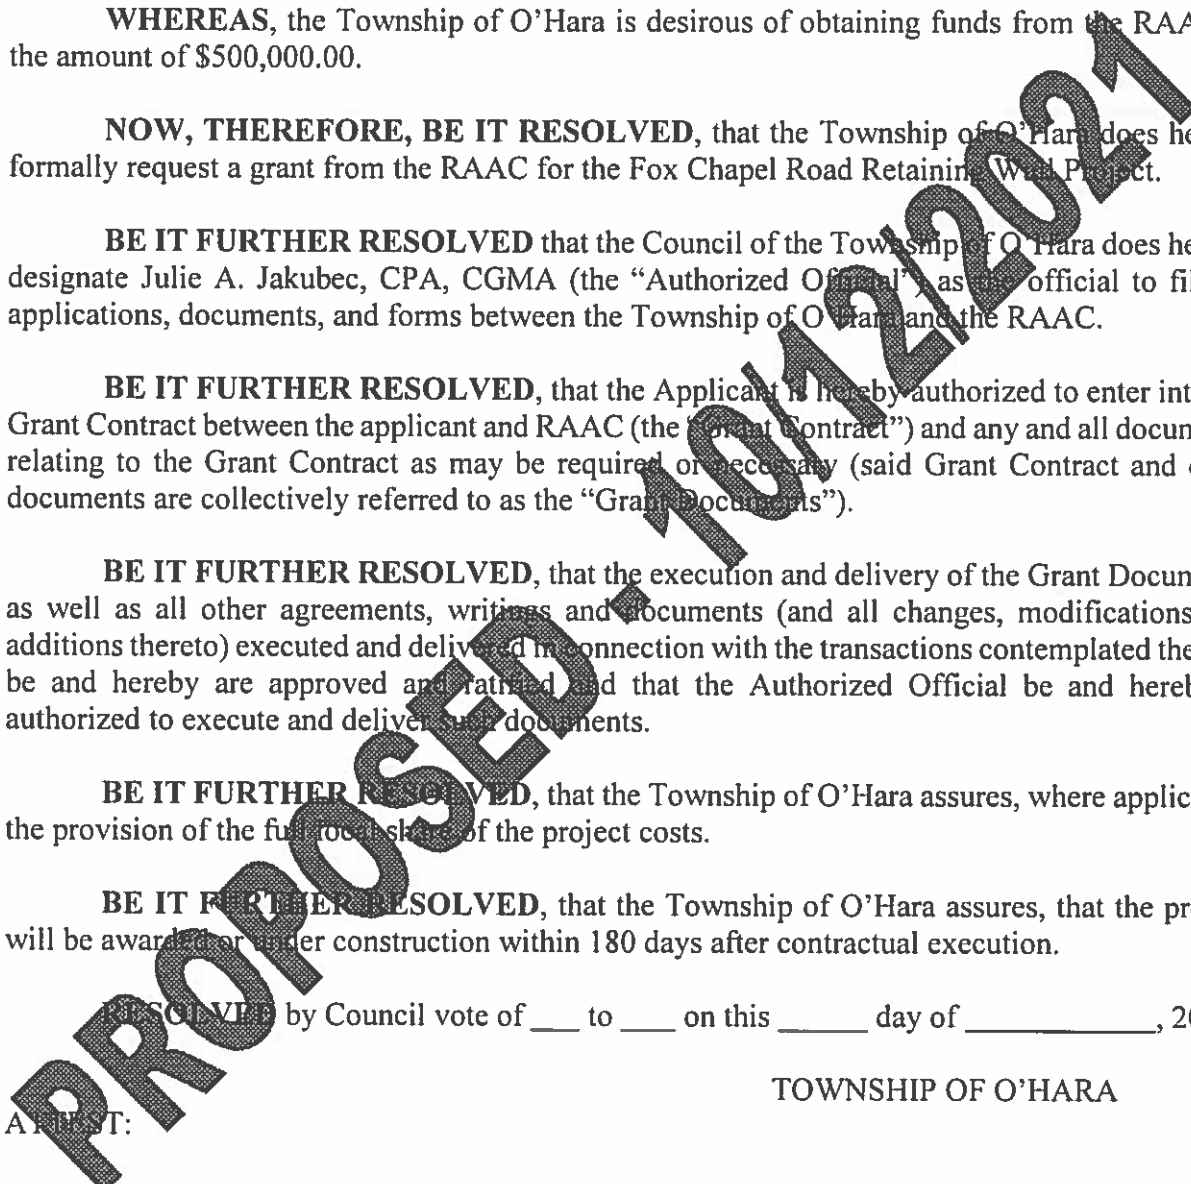 WHEREAS, the Township of O'Hara is desirous of obtaining funds from the RAA
the amount of $500,000.00.
NOW, THEREFORE, BE IT RESOLVED, that the Township of O'Hara does he
formally request a grant from the RAAC for the Fox Chapel Road Retaining Wall Project.
BE IT FURTHER RESOLVED that the Council of the Township of O'Hara does he
designate Julie A. Jakubec, CPA, CGMA (the “Authorized Official”) as the official to fil
applications, documents, and forms between the Township of O'Hara and the RAAC.
BE IT FURTHER RESOLVED, that the Applicant is hereby authorized to enter int
Grant Contract between the applicant and RAAC (the “Grant Contract”) and any and all docum
relating to the Grant Contract as may be required or necessary (said Grant Contract and
documents are collectively referred to as the “Grant Documents”).
BE IT FURTHER RESOLVED, that the execution and delivery of the Grant Docum
as well as all other agreements, writings and documents (and all changes, modifications
additions thereto) executed and delivered in connection with the transactions contemplated the
be and hereby are approved and ratified and that the Authorized Official be and hereb
authorized to execute and deliver such documents.
BE IT FURTHER RESOLVED, that the Township of O'Hara assures, where applic
the provision of the full local share of the project costs.
BE IT FURTHER RESOLVED, that the Township of O'Hara assures, that the pr
will be awarded or under construction within 180 days after contractual execution.
RESOLVED by Council vote of ___ to ___ on this _____ day of ___________, 20
TOWNSHIP OF O'HARA
ATTEST:
PROPOSED - 10/12/2021